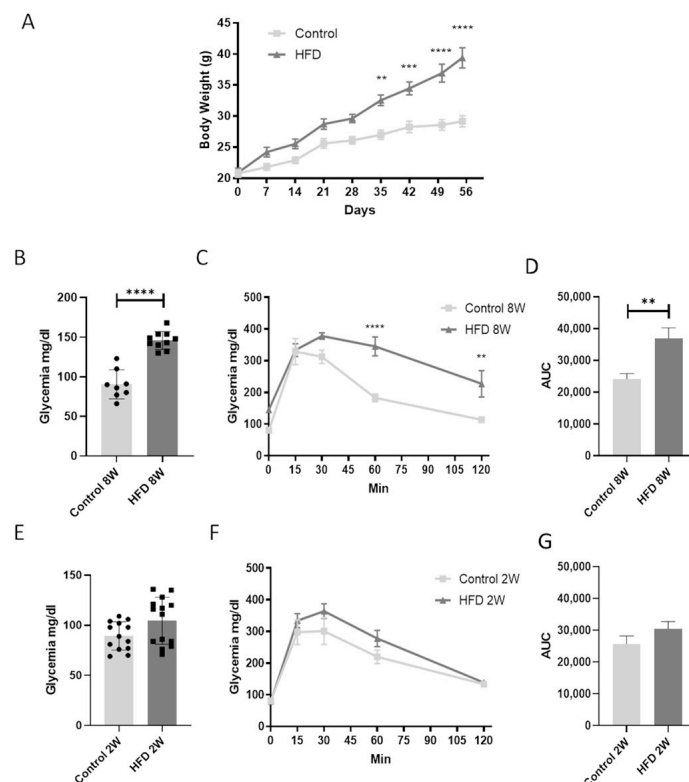 A
Control
HFD
Body Weight (g)
45
40
35
30
25
20
** *** **** ****
0 7 14 21 28 35 42 49 56
Days
B
****
Glycemia mg/dl
200
150
100
50
0
Control 8W
HFD 8W
C
Control 8W
HFD 8W
Glycemia mg/dl
500
400
300
200
100
0
**** **
0 15 30 45 60 75 90 105 120
Min
D
**
AUC
50,000
40,000
30,000
20,000
10,000
0
Control 8W
HFD 8W
E
Glycemia mg/dl
150
100
50
0
Control 2W
HFD 2W
F
Control 2W
HFD 2W
Glycemia mg/dl
500
400
300
200
100
0
0 15 30 45 60 75 90 105 120
Min
G
AUC
50,000
40,000
30,000
20,000
10,000
0
Control 2W
HFD 2W